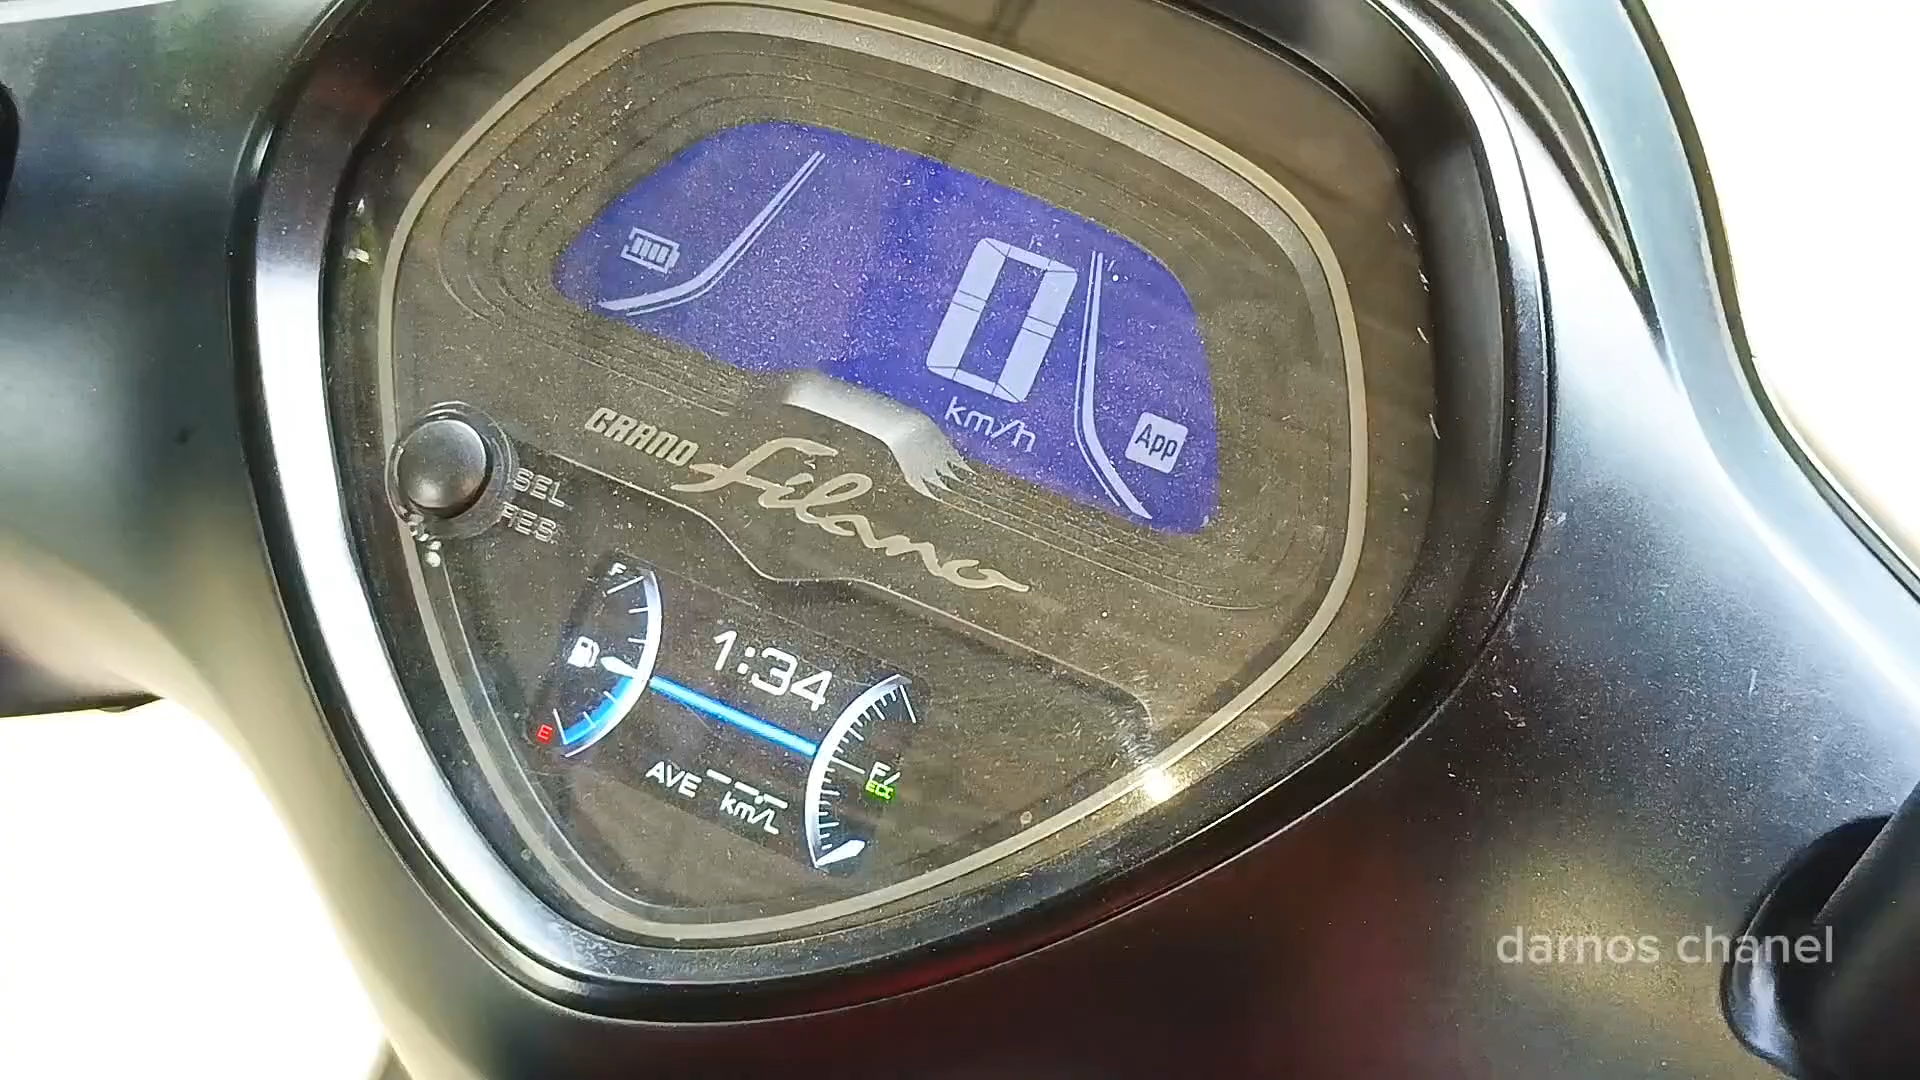 0
km/h
App
GRAND
Filano
SEL
RES
F
1:34
E
AVE --.-
km/L
F/
ECO
darnos chanel